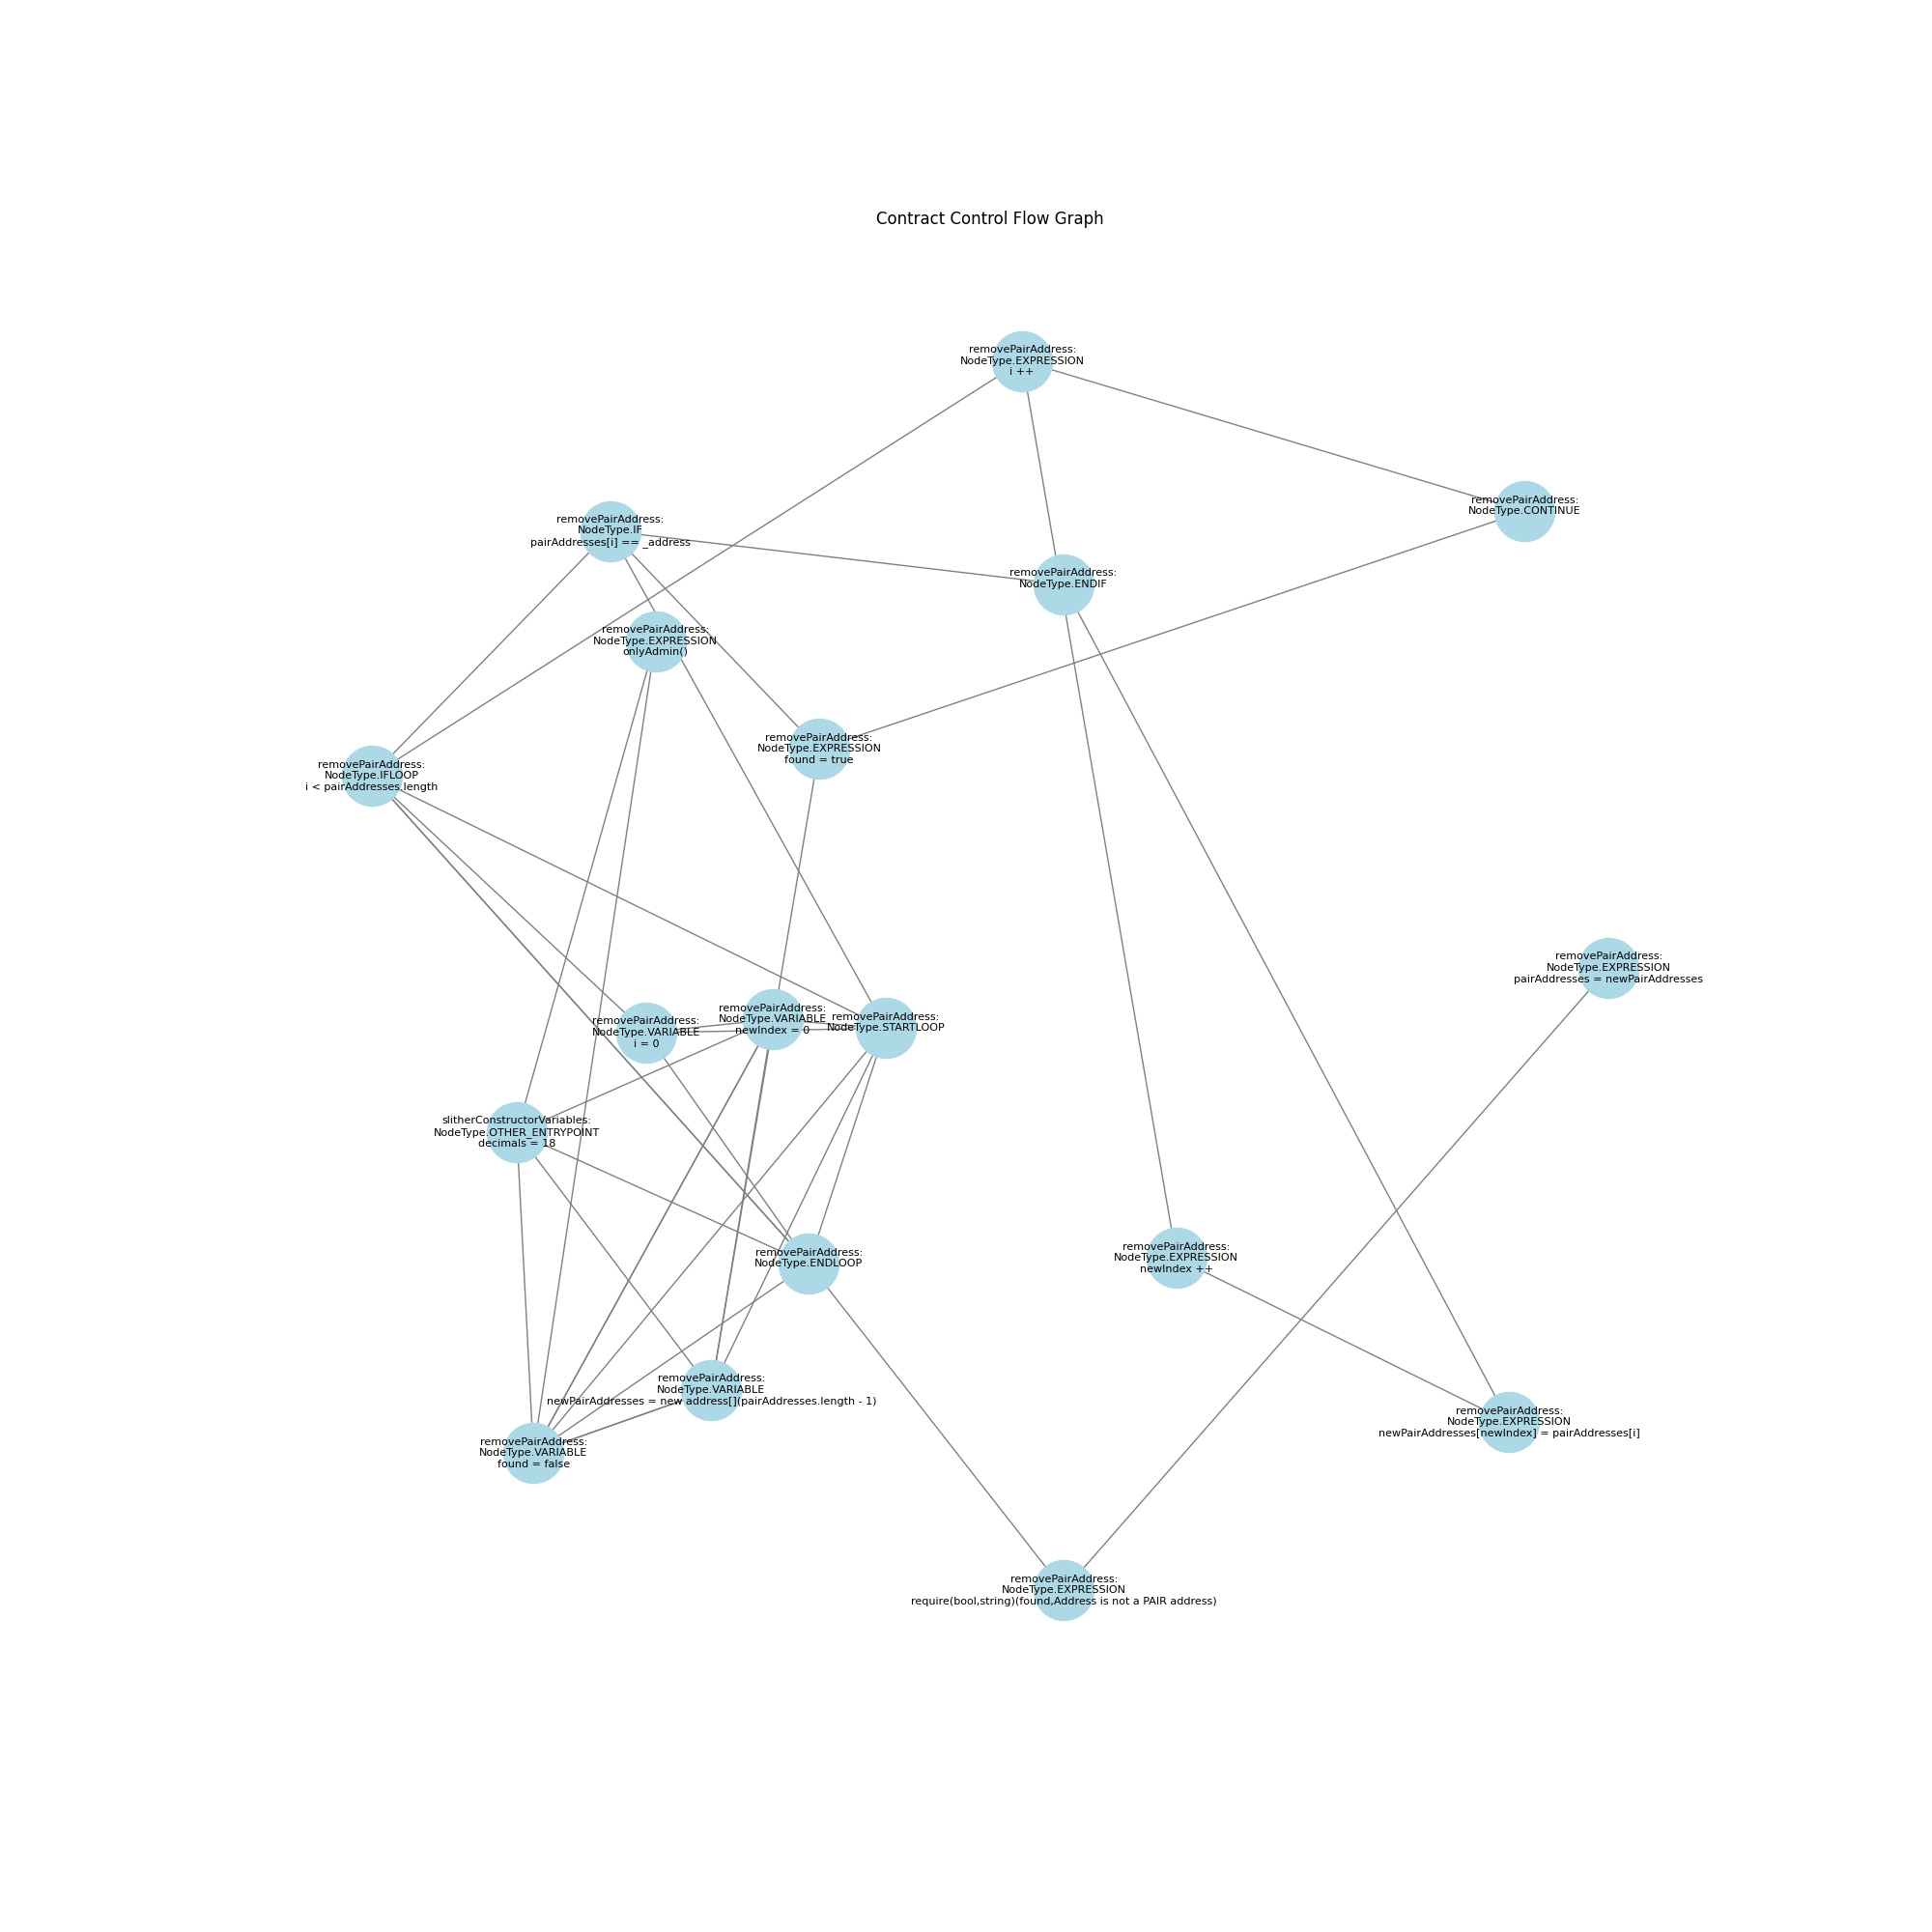 Contract Control Flow Graph
removePairAddress:
NodeType.EXPRESSION
i ++
removePairAddress:
NodeType.CONTINUE
removePairAddress:
NodeType.IF
pairAddresses[i] == _address
removePairAddress:
NodeType.ENDIF
removePairAddress:
NodeType.EXPRESSION
onlyAdmin()
removePairAddress:
NodeType.EXPRESSION
found = true
removePairAddress:
NodeType.IFLOOP
i < pairAddresses.length
removePairAddress:
NodeType.EXPRESSION
pairAddresses = newPairAddresses
removePairAddress:
NodeType.VARIABLE
newIndex = 0
removePairAddress:
NodeType.STARTLOOP
removePairAddress:
NodeType.VARIABLE
i = 0
slitherConstructorVariables:
NodeType.OTHER_ENTRYPOINT
decimals = 18
removePairAddress:
NodeType.EXPRESSION
newIndex ++
removePairAddress:
NodeType.ENDLOOP
removePairAddress:
NodeType.VARIABLE
newPairAddresses = new address[](pairAddresses.length - 1)
removePairAddress:
NodeType.EXPRESSION
newPairAddresses[newIndex] = pairAddresses[i]
removePairAddress:
NodeType.VARIABLE
found = false
removePairAddress:
NodeType.EXPRESSION
require(bool,string)(found,Address is not a PAIR address)